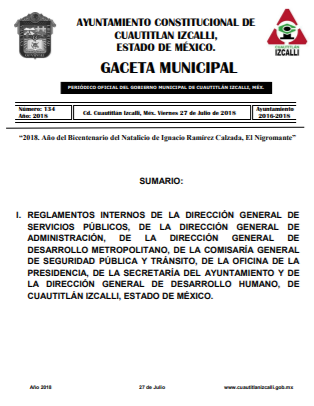 AYUNTAMIENTO CONSTITUCIONAL DE
CUAUTITLAN IZCALLI,
ESTADO DE MÉXICO.
GACETA MUNICIPAL
PERIÓDICO OFICIAL DEL GOBIERNO MUNICIPAL DE CUAUTITLÁN IZCALLI, MÉX.
CUAUTITLÁN
IZCALLI
Número: 134
Año: 2018
Cd. Cuautitlán Izcalli, Méx. Viernes 27 de Julio de 2018
Ayuntamiento
2016-2018
“2018. Año del Bicentenario del Natalicio de Ignacio Ramírez Calzada, El Nigromante”
SUMARIO:
I. REGLAMENTOS INTERNOS DE LA DIRECCIÓN GENERAL DE
SERVICIOS PÚBLICOS, DE LA DIRECCIÓN GENERAL DE
ADMINISTRACIÓN, DE LA DIRECCIÓN GENERAL DE
DESARROLLO METROPOLITANO, DE LA COMISARÍA GENERAL
DE SEGURIDAD PÚBLICA Y TRÁNSITO, DE LA OFICINA DE LA
PRESIDENCIA, DE LA SECRETARÍA DEL AYUNTAMIENTO Y DE
LA DIRECCIÓN GENERAL DE DESARROLLO HUMANO, DE
CUAUTITLÁN IZCALLI, ESTADO DE MÉXICO.
Año 2018
27 de Julio
www.cuautitlanizcalli.gob.mx